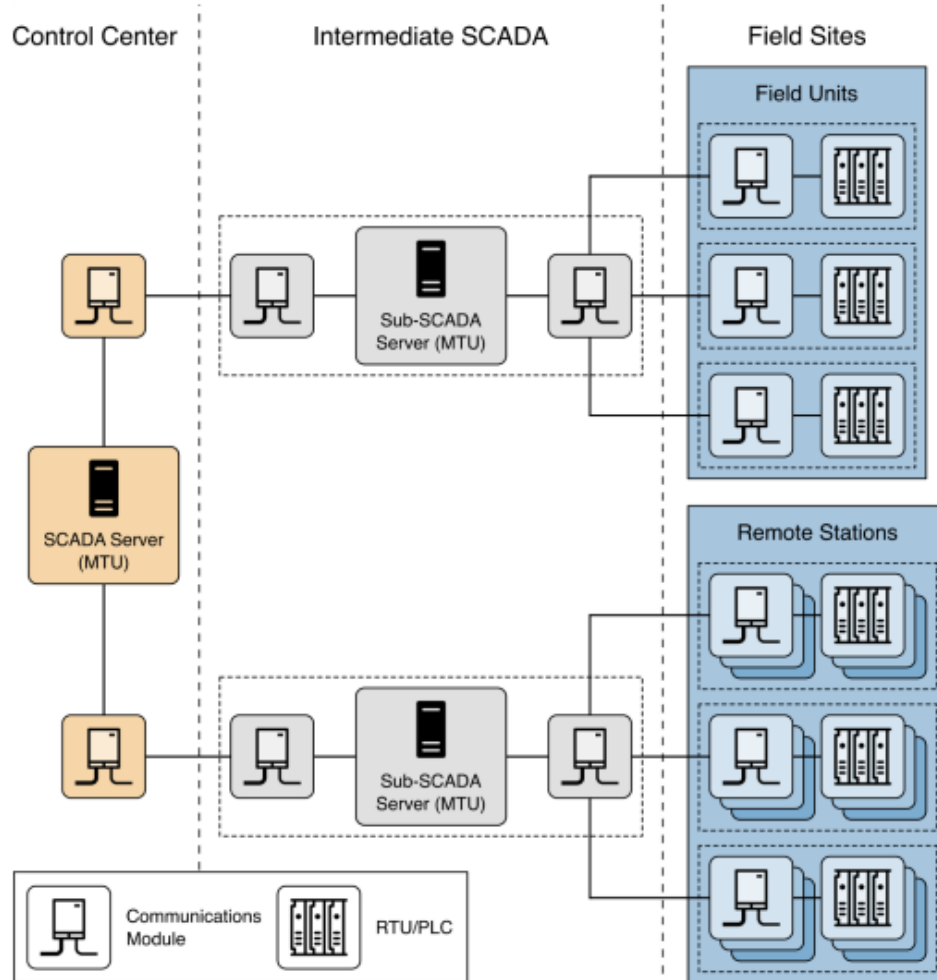 Control Center
Intermediate SCADA
Field Sites
Field Units
Sub-SCADA
Server (MTU)
SCADA Server
(MTU)
Remote Stations
Sub-SCADA
Server (MTU)
Communications
Module
RTU/PLC